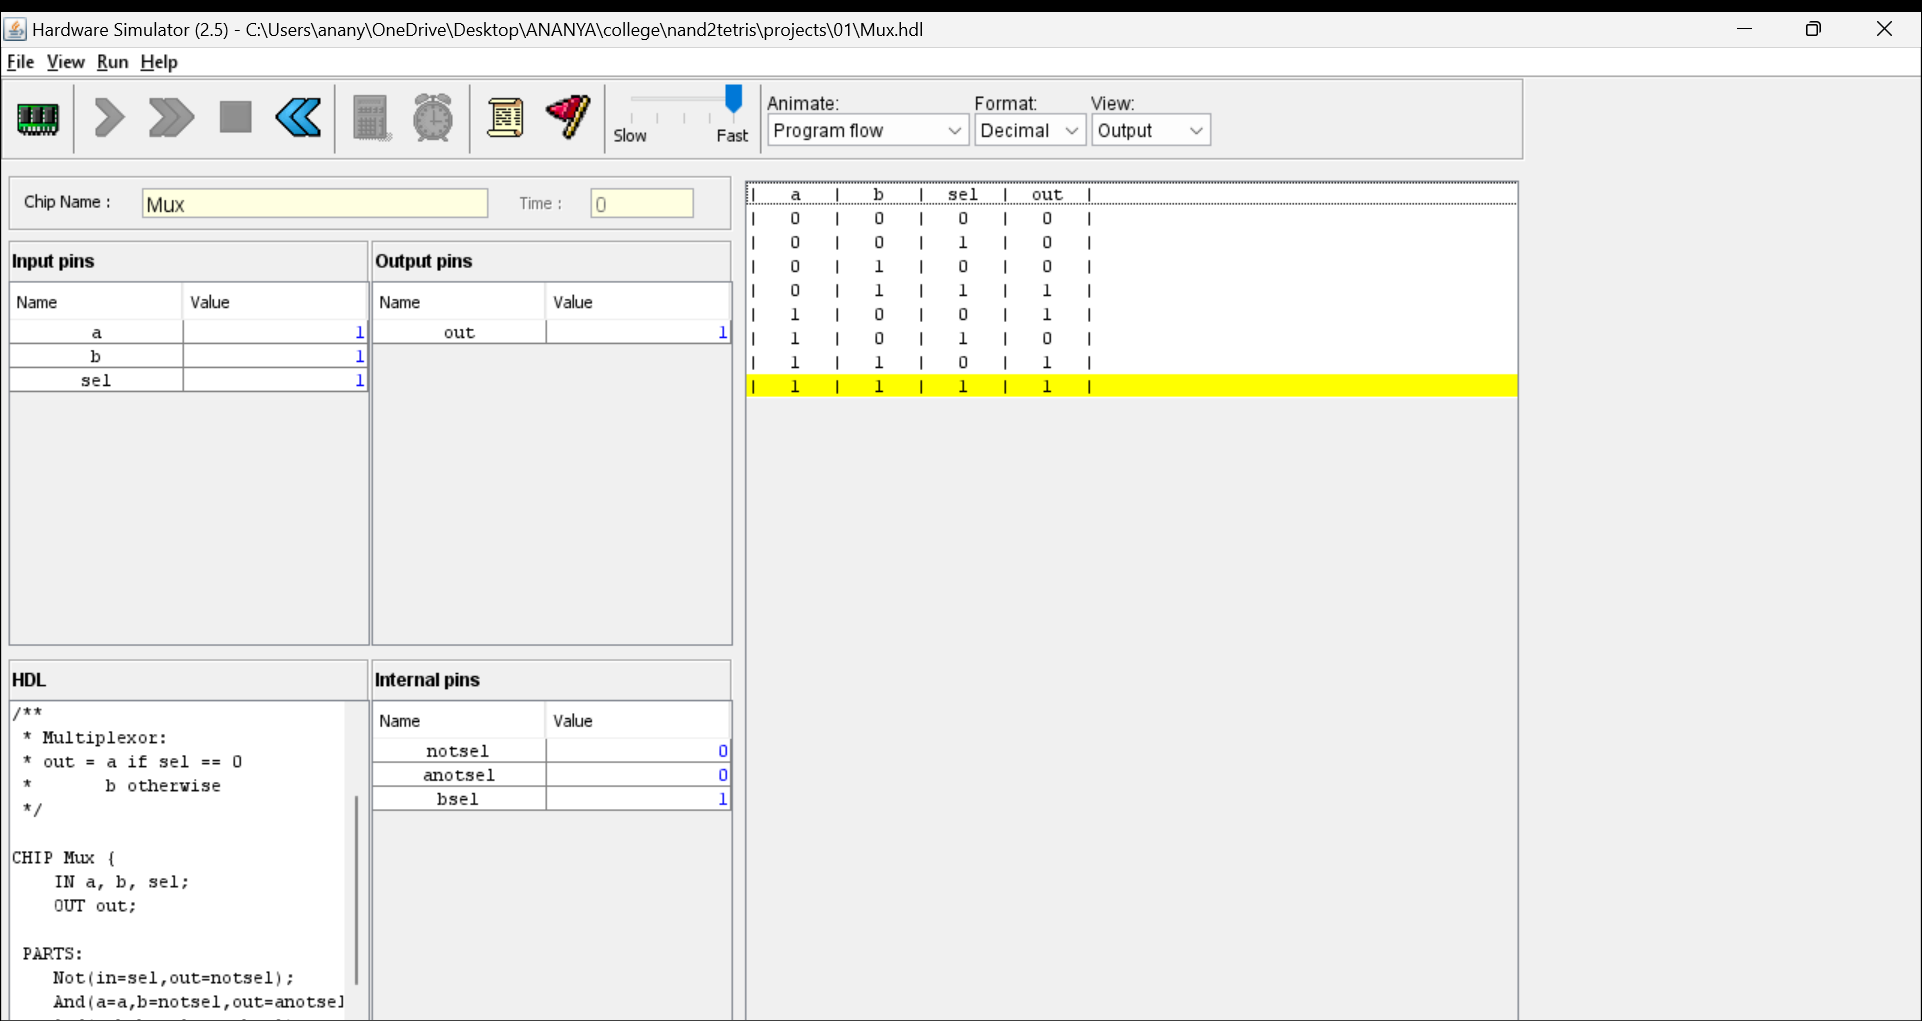 Hardware Simulator (2.5) - C:\Users\anany\OneDrive\Desktop\ANANYA\college\nand2tetris\projects\01\Mux.hdl
File View Run Help
Slow Fast
Animate: Format: View:
Program flow Decimal Output
Chip Name : Mux Time : 0
Input pins
Name Value
a 1
b 1
sel 1
Output pins
Name Value
out 1
HDL
/**
* Multiplexor:
* out = a if sel == 0
* b otherwise
*/
CHIP Mux {
IN a, b, sel;
OUT out;
PARTS:
Not(in=sel,out=notsel);
And(a=a,b=notsel,out=anotsel
Internal pins
Name Value
notsel 0
anotsel 0
bsel 1
| a | b | sel | out |
| 0 | 0 | 0 | 0 |
| 0 | 0 | 1 | 0 |
| 0 | 1 | 0 | 0 |
| 0 | 1 | 1 | 1 |
| 1 | 0 | 0 | 1 |
| 1 | 0 | 1 | 0 |
| 1 | 1 | 0 | 1 |
| 1 | 1 | 1 | 1 |